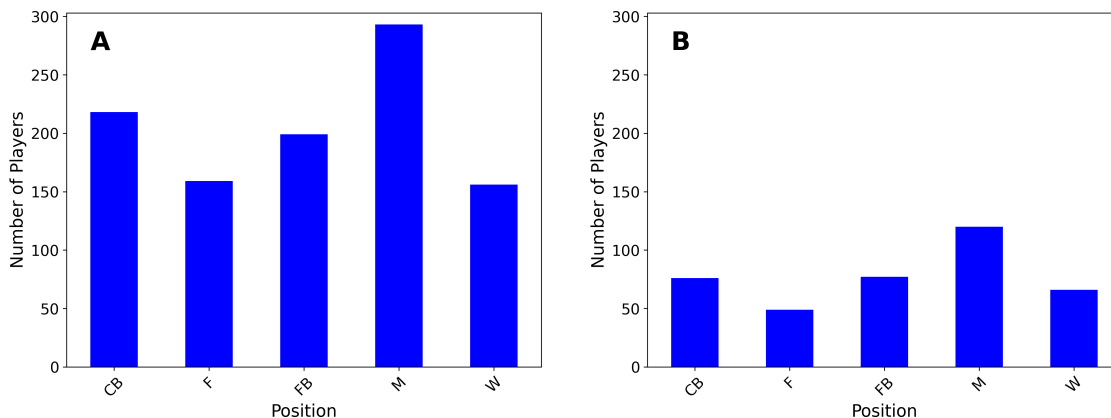 A
Number of Players
300
250
200
150
100
50
0
CB
F
FB
M
W
Position
B
Number of Players
300
250
200
150
100
50
0
CB
F
FB
M
W
Position